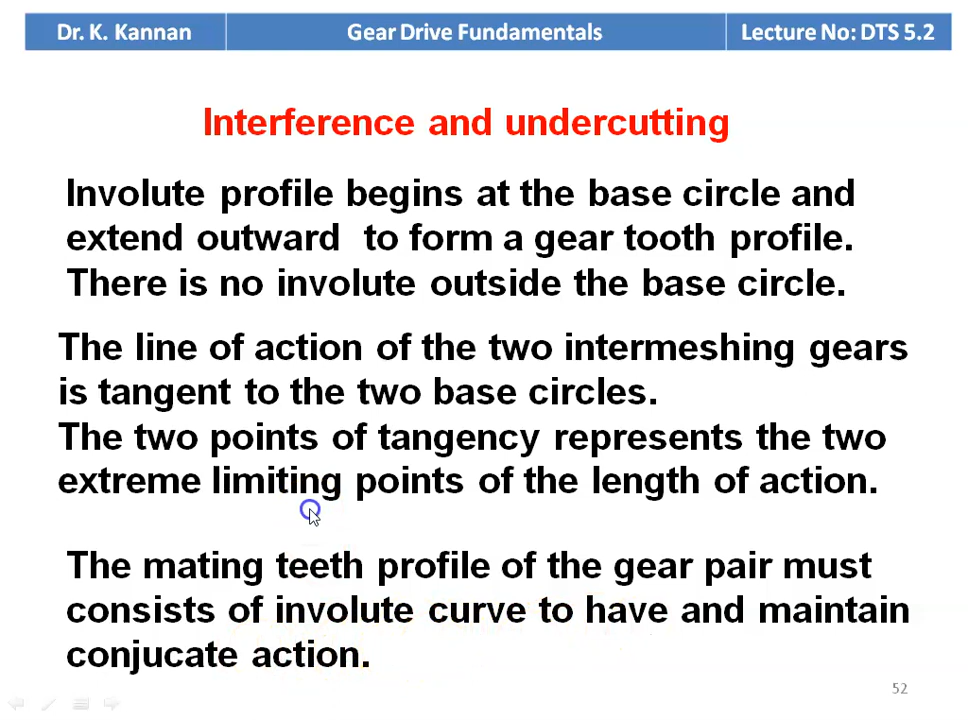 Dr. K. Kannan
Gear Drive Fundamentals
Lecture No: DTS 5.2
Interference and undercutting
Involute profile begins at the base circle and
extend outward to form a gear tooth profile.
There is no involute outside the base circle.
The line of action of the two intermeshing gears
is tangent to the two base circles.
The two points of tangency represents the two
extreme limiting points of the length of action.
The mating teeth profile of the gear pair must
consists of involute curve to have and maintain
conjucate action.
52